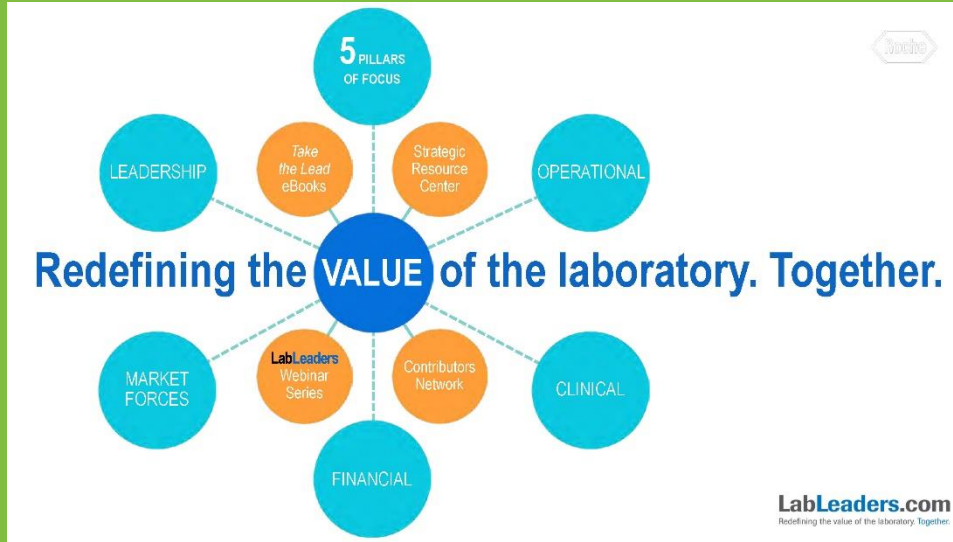 5 PILLARS
OF FOCUS
Roche
LEADERSHIP
Take
the Lead
eBooks
Strategic
Resource
Center
OPERATIONAL
Redefining the VALUE of the laboratory. Together.
MARKET
FORCES
LabLeaders
Webinar
Series
Contributors
Network
CLINICAL
FINANCIAL
LabLeaders.com
Redefining the value of the laboratory. Together.